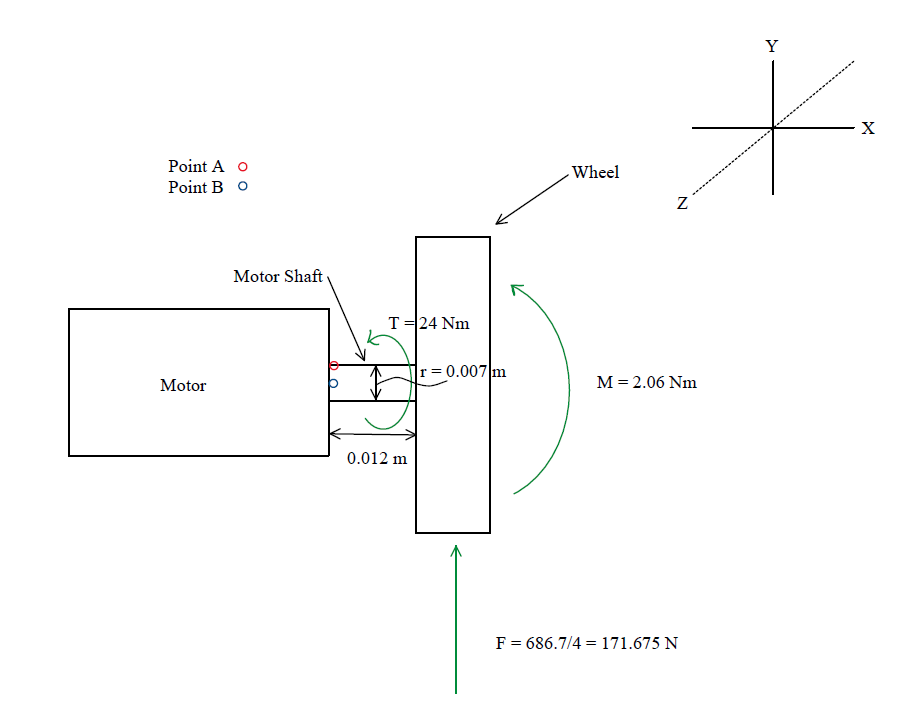 Y
X
Z
Point A
Point B
Wheel
Motor Shaft
T = 24 Nm
r = 0.007 m
Motor
M = 2.06 Nm
0.012 m
F = 686.7/4 = 171.675 N